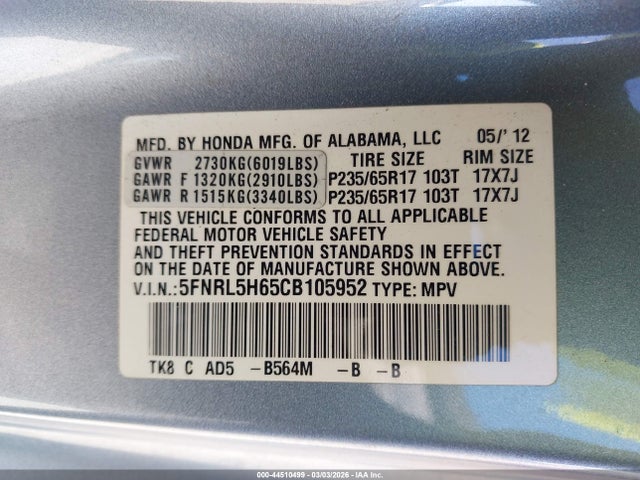 MFD. BY HONDA MFG. OF ALABAMA, LLC 05/'12
GVWR 2730KG(6019LBS) TIRE SIZE RIM SIZE
GAWR F 1320KG(2910LBS) P235/65R17 103T 17X7J
GAWR R 1515KG(3340LBS) P235/65R17 103T 17X7J
THIS VEHICLE CONFORMS TO ALL APPLICABLE
FEDERAL MOTOR VEHICLE SAFETY
AND THEFT PREVENTION STANDARDS IN EFFECT
ON THE DATE OF MANUFACTURE SHOWN ABOVE.
V.I.N.:5FNRL5H65CB105952 TYPE: MPV
TK8 C AD5 -B564M -B -B
000-44510499 - 03/03/2026 - IAA Inc.